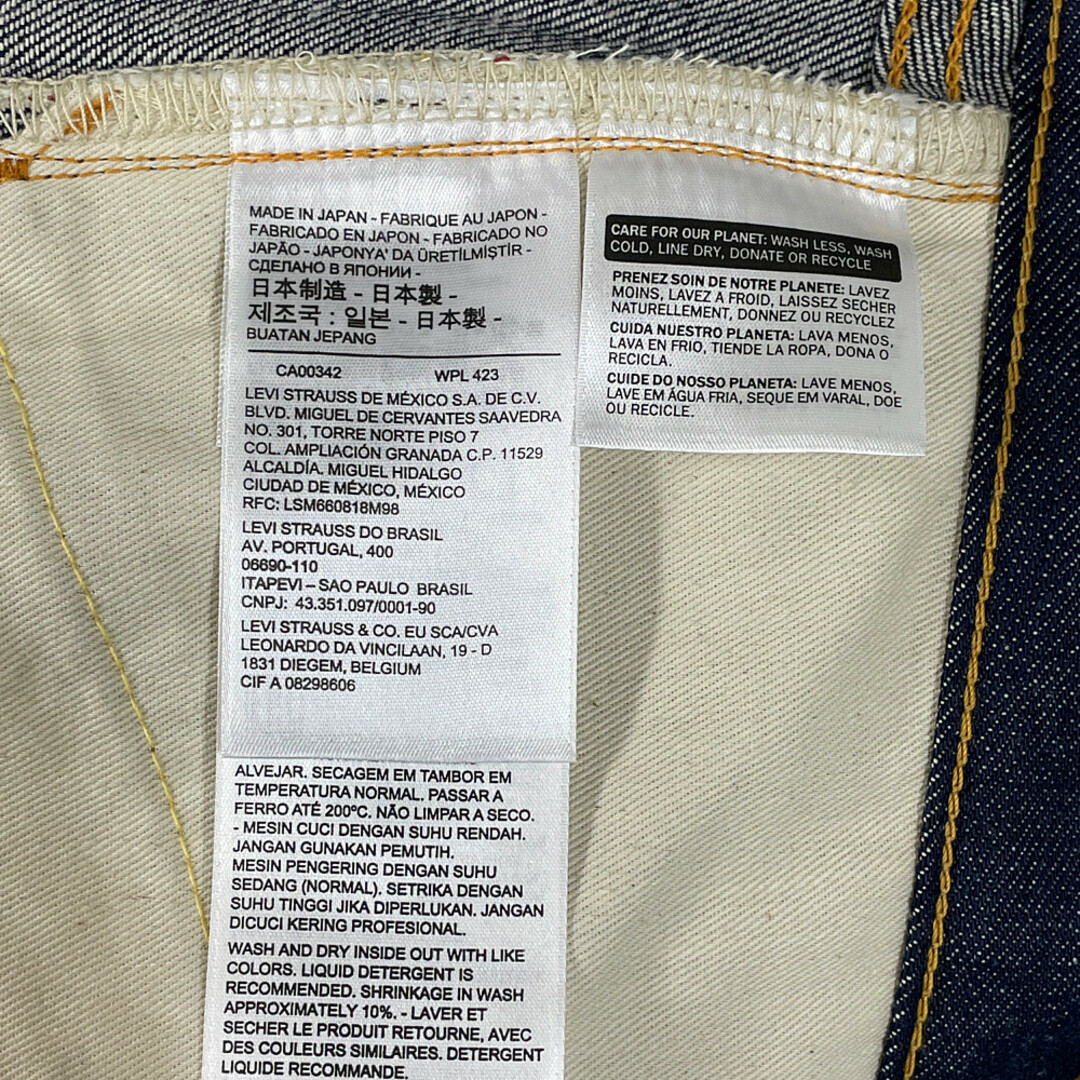 MADE IN JAPAN - FABRIQUE AU JAPON -
FABRICADO EN JAPON - FABRICADO NO
JAPÃO - JAPONYA' DA ÜRETİLMİŞTİR -
СДЕЛАНО В ЯПОНИИ -
日本制造 - 日本製 -
제조국 : 일본 - 日本製 -
BUATAN JEPANG
CA00342 WPL 423
LEVI STRAUSS DE MÉXICO S.A. DE C.V.
BLVD. MIGUEL DE CERVANTES SAAVEDRA
NO. 301, TORRE NORTE PISO 7
COL. AMPLIACIÓN GRANADA C.P. 11529
ALCALDÍA. MIGUEL HIDALGO
CIUDAD DE MÉXICO, MÉXICO
RFC: LSM660818M98
LEVI STRAUSS DO BRASIL
AV. PORTUGAL, 400
06690-110
ITAPEVI – SAO PAULO BRASIL
CNPJ: 43.351.097/0001-90
LEVI STRAUSS & CO. EU SCA/CVA
LEONARDO DA VINCILAAN, 19 - D
1831 DIEGEM, BELGIUM
CIF A 08298606
ALVEJAR. SECAGEM EM TAMBOR EM
TEMPERATURA NORMAL. PASSAR A
FERRO ATÉ 200ºC. NÃO LIMPAR A SECO.
- MESIN CUCI DENGAN SUHU RENDAH.
JANGAN GUNAKAN PEMUTIH.
MESIN PENGERING DENGAN SUHU
SEDANG (NORMAL). SETRIKA DENGAN
SUHU TINGGI JIKA DIPERLUKAN. JANGAN
DICUCI KERING PROFESIONAL.
WASH AND DRY INSIDE OUT WITH LIKE
COLORS. LIQUID DETERGENT IS
RECOMMENDED. SHRINKAGE IN WASH
APPROXIMATELY 10%. - LAVER ET
SECHER LE PRODUIT RETOURNE, AVEC
DES COULEURS SIMILAIRES. DETERGENT
LIQUIDE RECOMMANDE.
CARE FOR OUR PLANET: WASH LESS, WASH
COLD, LINE DRY, DONATE OR RECYCLE
PRENEZ SOIN DE NOTRE PLANETE: LAVEZ
MOINS, LAVEZ A FROID, LAISSEZ SECHER
NATURELLEMENT, DONNEZ OU RECYCLEZ
CUIDA NUESTRO PLANETA: LAVA MENOS,
LAVA EN FRIO, TIENDE LA ROPA, DONA O
RECICLA.
CUIDE DO NOSSO PLANETA: LAVE MENOS,
LAVE EM ÁGUA FRIA, SEQUE EM VARAL, DOE
OU RECICLE.